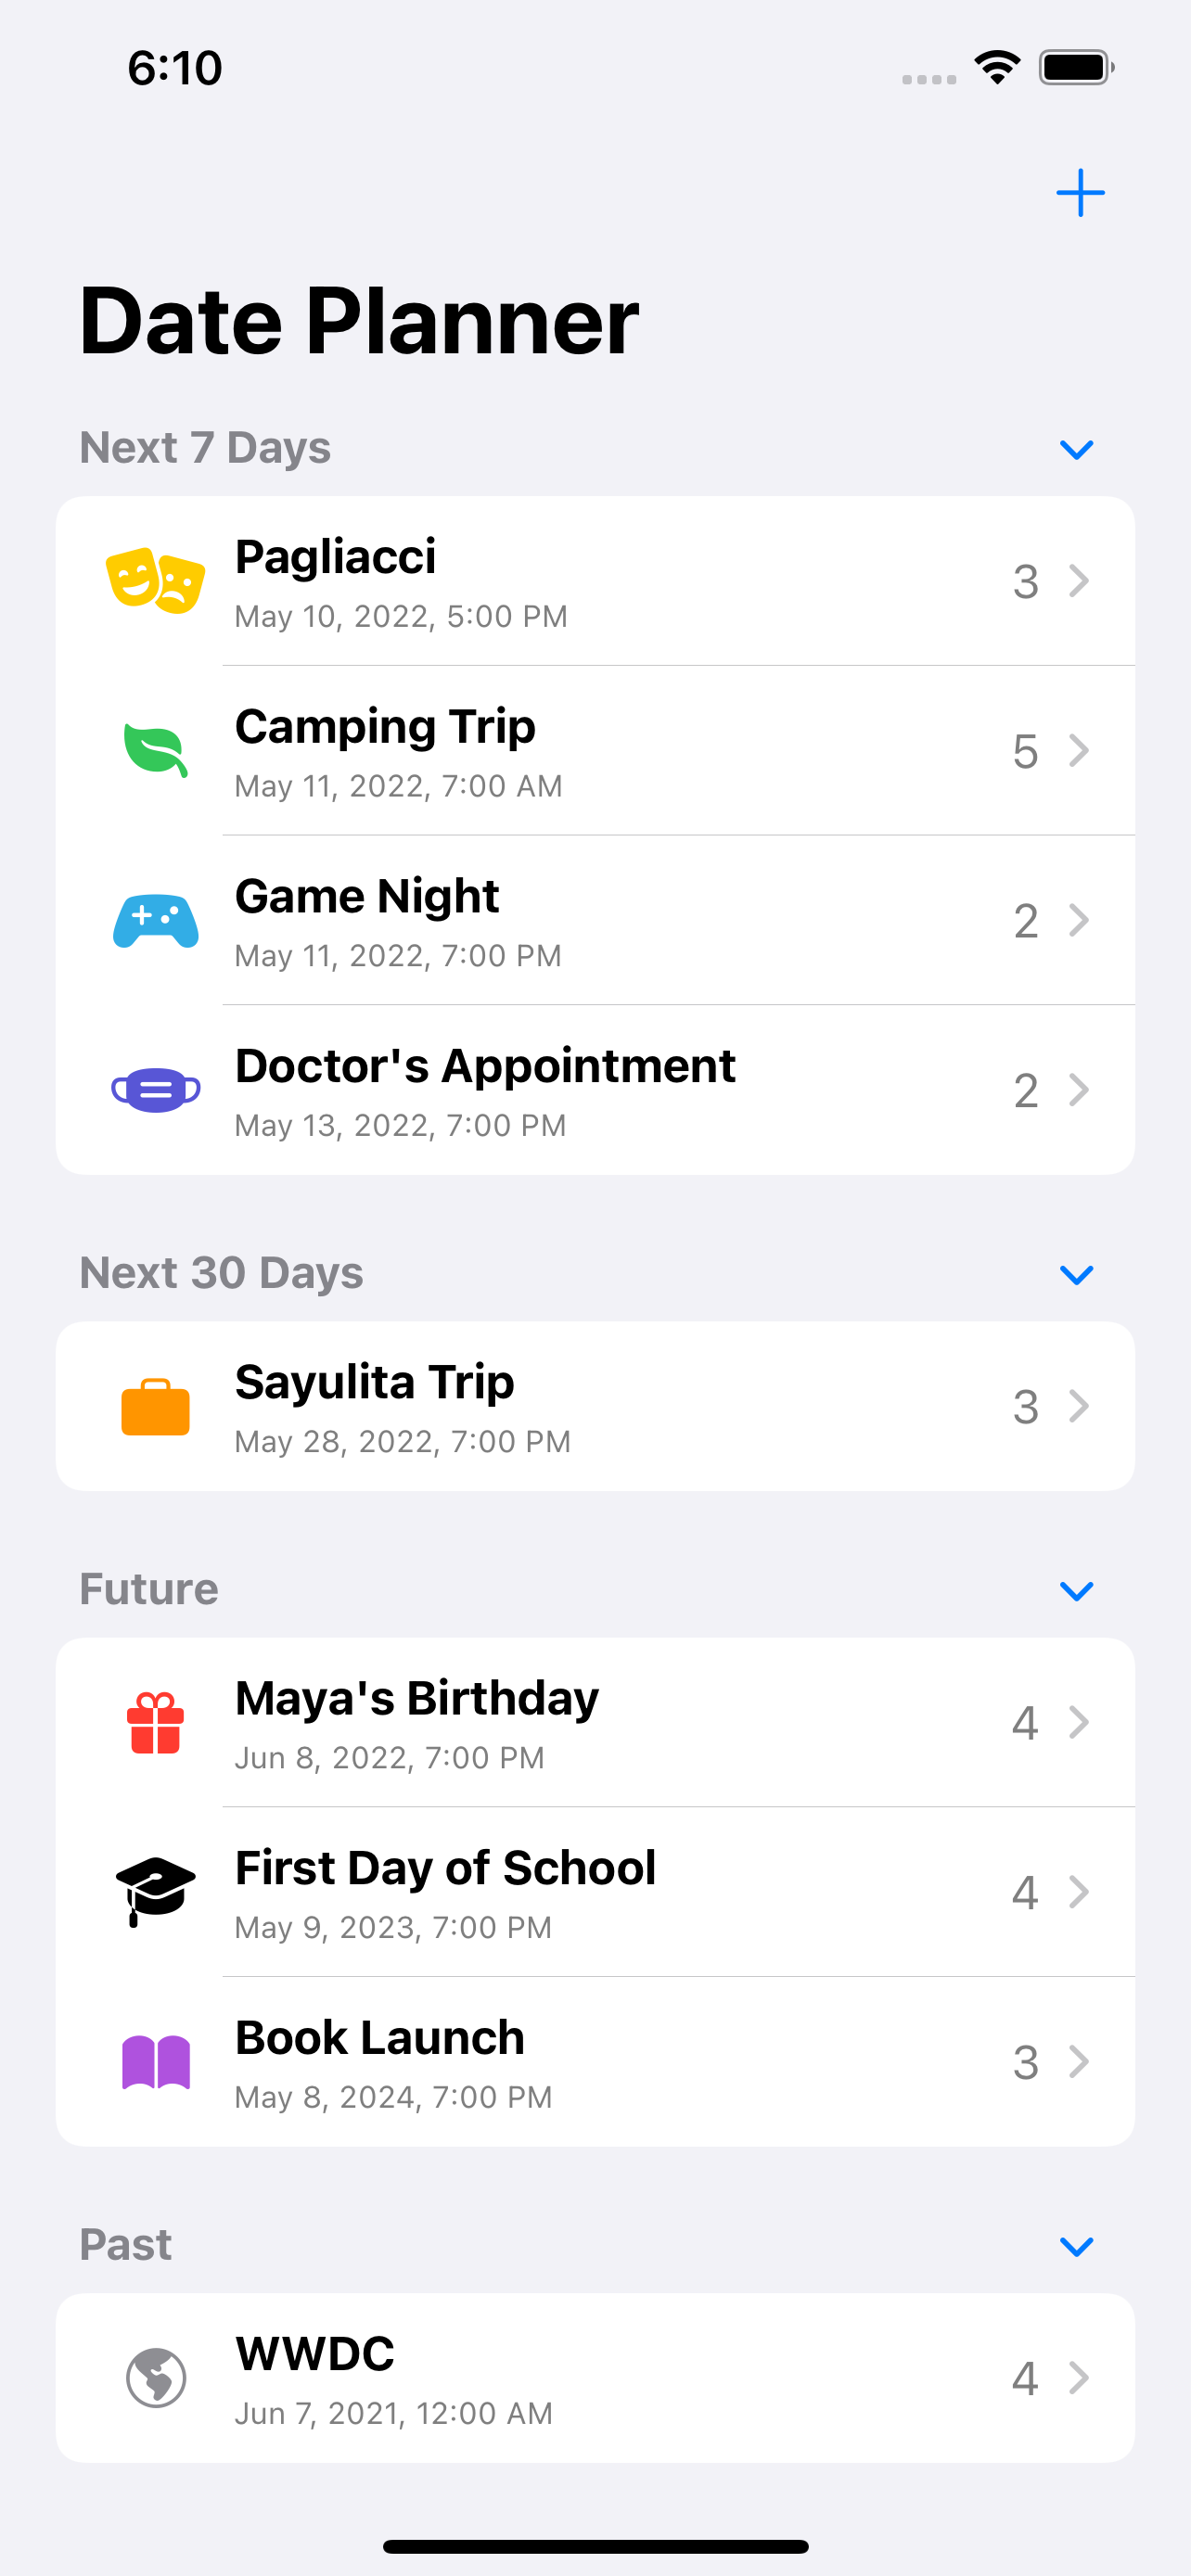 6:10
Date Planner
Next 7 Days
Pagliacci
May 10, 2022, 5:00 PM
3
Camping Trip
May 11, 2022, 7:00 AM
5
Game Night
May 11, 2022, 7:00 PM
2
Doctor's Appointment
May 13, 2022, 7:00 PM
2
Next 30 Days
Sayulita Trip
May 28, 2022, 7:00 PM
3
Future
Maya's Birthday
Jun 8, 2022, 7:00 PM
4
First Day of School
May 9, 2023, 7:00 PM
4
Book Launch
May 8, 2024, 7:00 PM
3
Past
WWDC
Jun 7, 2021, 12:00 AM
4